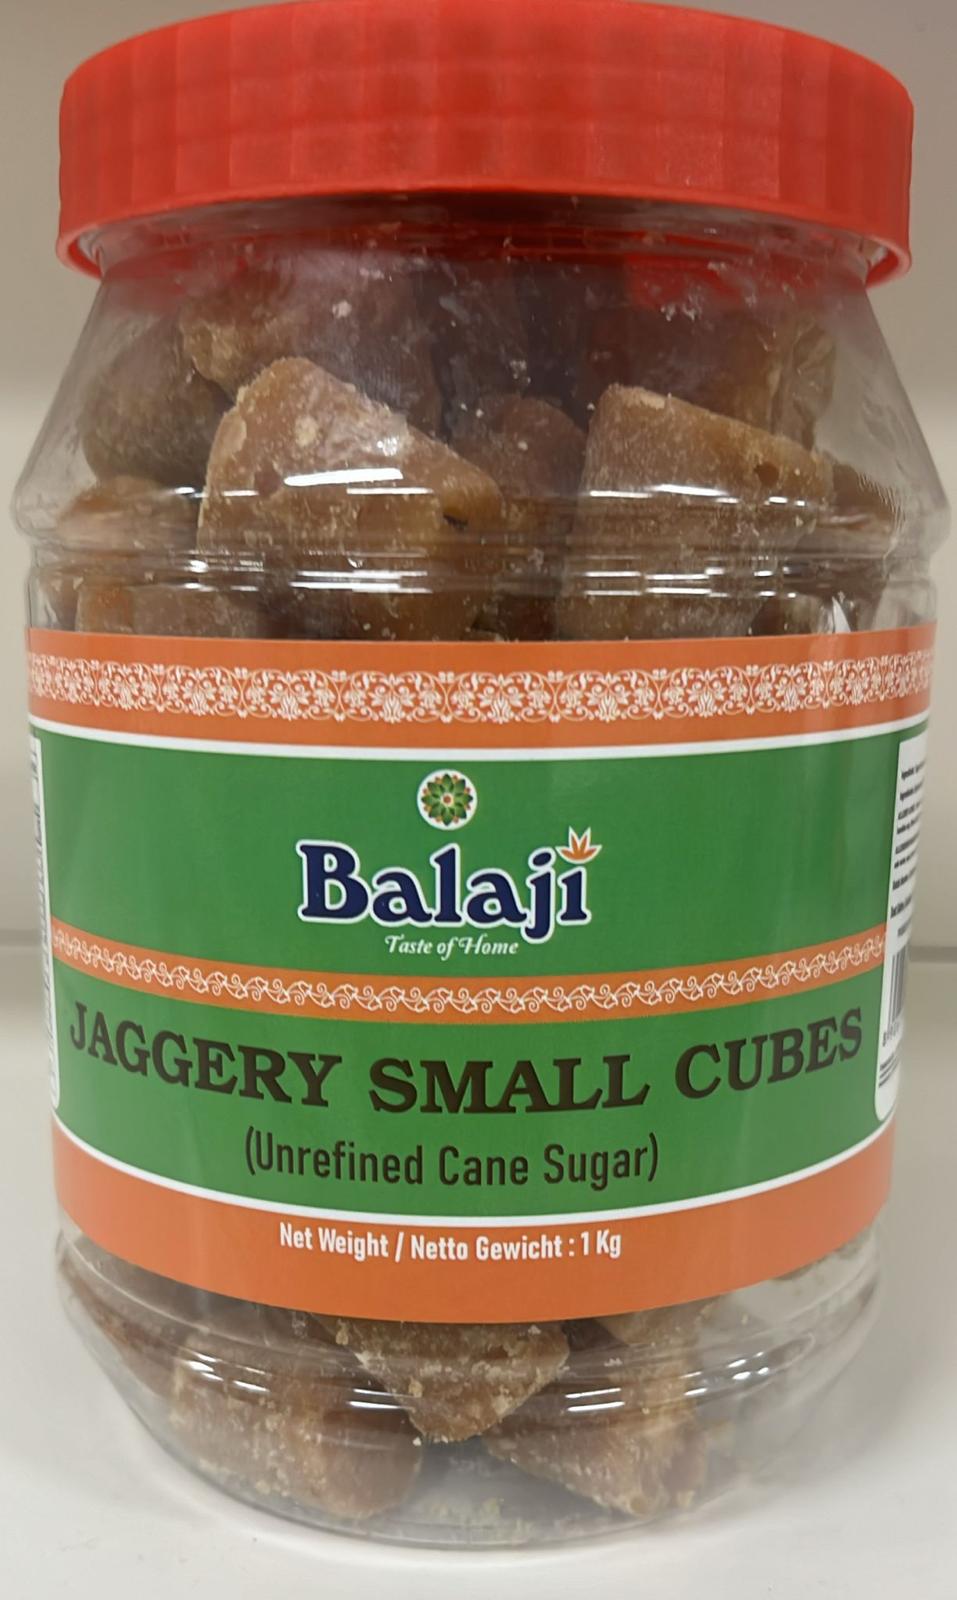 Balaji
Taste of Home
JAGGERY SMALL CUBES
(Unrefined Cane Sugar)
Net Weight / Netto Gewicht : 1 Kg